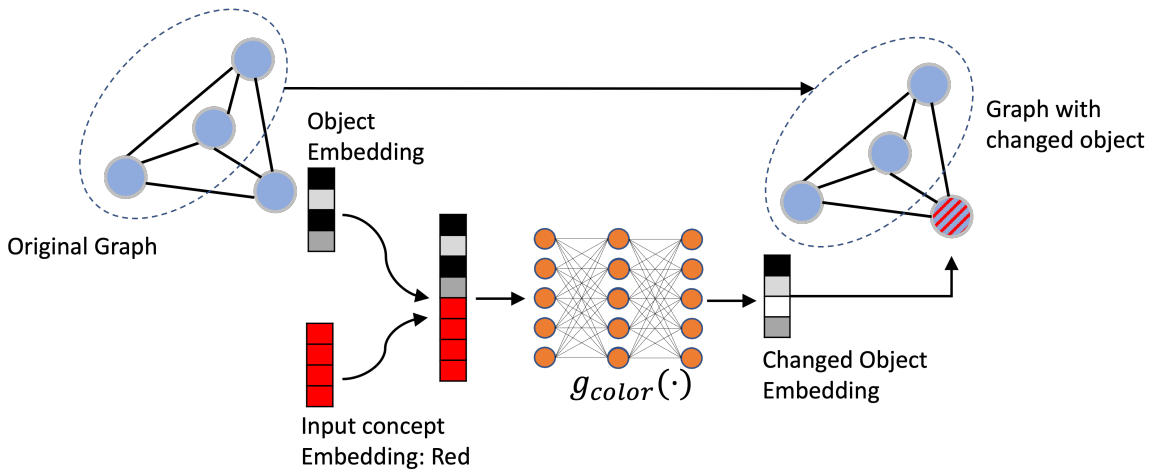 Object
Embedding
Graph with
changed object
Original Graph
g_color(·)
Changed Object
Embedding
Input concept
Embedding: Red